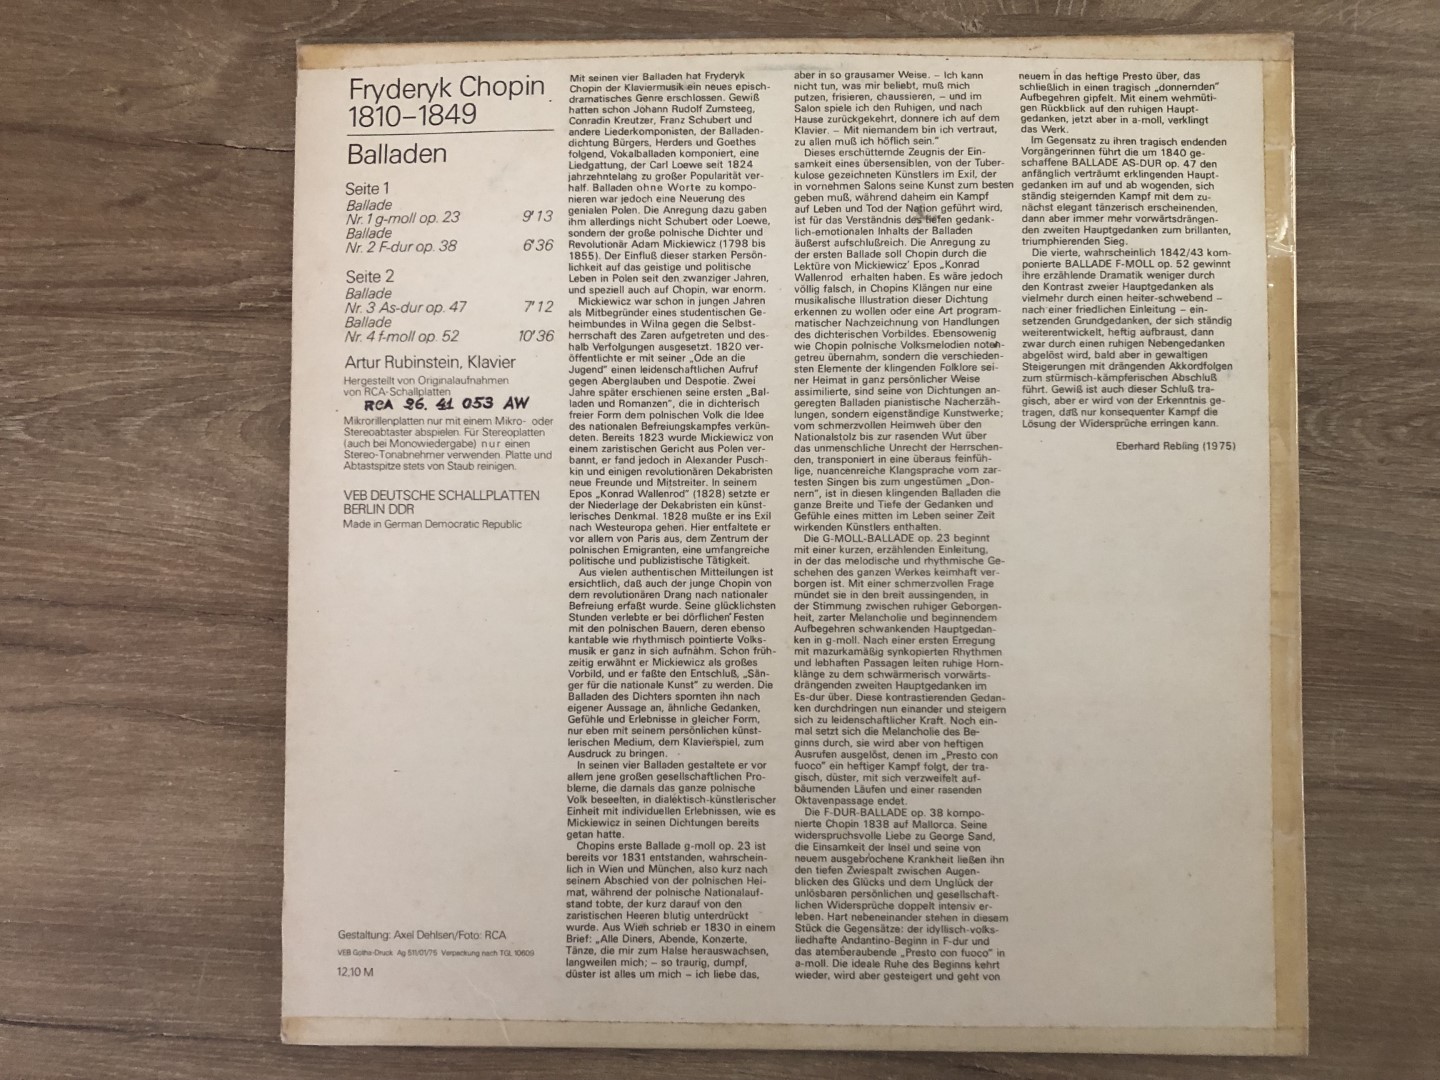 Fryderyk Chopin
1810–1849
Balladen
Seite 1
Ballade
Nr. 1 g-moll op. 23 9'13
Ballade
Nr. 2 F-dur op. 38 6'36
Seite 2
Ballade
Nr. 3 As-dur op. 47 7'12
Ballade
Nr. 4 f-moll op. 52 10'36
Artur Rubinstein, Klavier
Hergestellt von Originalaufnahmen
von RCA-Schallplatten
RCA 26. 41 053 AW
Mikrorillenplatten nur mit einem Mikro- oder
Stereoabtaster abspielen. Für Stereoplatten
(auch bei Monowiedergabe) nur einen
Stereo-Tonabnehmer verwenden. Platte und
Abtastspitze stets von Staub reinigen.
VEB DEUTSCHE SCHALLPLATTEN
BERLIN DDR
Made in German Democratic Republic
Gestaltung: Axel Dehlsen/Foto: RCA
VEB Gotha-Druck Ag 511/01/75 Verpackung nach TGL 10609
12,10 M
Mit seinen vier Balladen hat Fryderyk
Chopin der Klaviermusik ein neues episch-
dramatisches Genre erschlossen. Gewiß
hatten schon Johann Rudolf Zumsteeg,
Conradin Kreutzer, Franz Schubert und
andere Liederkomponisten, der Balladen-
dichtung Bürgers, Herders und Goethes
folgend, Vokalballaden komponiert, eine
Liedgattung, der Carl Loewe seit 1824
jahrzehntelang zu großer Popularität ver-
half. Balladen ohne Worte zu kompo-
nieren war jedoch eine Neuerung des
genialen Polen. Die Anregung dazu gaben
ihm allerdings nicht Schubert oder Loewe,
sondern der große polnische Dichter und
Revolutionär Adam Mickiewicz (1798 bis
1855). Der Einfluß dieser starken Persön-
lichkeit auf das geistige und politische
Leben in Polen seit den zwanziger Jahren,
und speziell auch auf Chopin, war enorm.
Mickiewicz war schon in jungen Jahren
als Mitbegründer eines studentischen Ge-
heimbundes in Wilna gegen die Selbst-
herrschaft des Zaren aufgetreten und des-
halb Verfolgungen ausgesetzt. 1820 ver-
öffentlichte er mit seiner „Ode an die
Jugend" einen leidenschaftlichen Aufruf
gegen Aberglauben und Despotie. Zwei
Jahre später erschienen seine ersten „Bal-
laden und Romanzen", die in dichterisch
freier Form dem polnischen Volk die Idee
des nationalen Befreiungskampfes verkün-
deten. Bereits 1823 wurde Mickiewicz von
einem zaristischen Gericht aus Polen ver-
bannt, er fand jedoch in Alexander Pusch-
kin und einigen revolutionären Dekabristen
neue Freunde und Mitstreiter. In seinem
Epos „Konrad Wallenrod" (1828) setzte er
der Niederlage der Dekabristen ein künst-
lerisches Denkmal. 1828 mußte er ins Exil
nach Westeuropa gehen. Hier entfaltete er
vor allem von Paris aus, dem Zentrum der
polnischen Emigranten, eine umfangreiche
politische und publizistische Tätigkeit.
Aus vielen authentischen Mitteilungen ist
ersichtlich, daß auch der junge Chopin von
dem revolutionären Drang nach nationaler
Befreiung erfaßt wurde. Seine glücklichsten
Stunden verlebte er bei dörflichen Festen
mit den polnischen Bauern, deren ebenso
kantable wie rhythmisch pointierte Volks-
musik er ganz in sich aufnahm. Schon früh-
zeitig erwähnt er Mickiewicz als großes
Vorbild, und er faßte den Entschluß, „Sän-
ger für die nationale Kunst" zu werden. Die
Balladen des Dichters spornten ihn nach
eigener Aussage an, ähnliche Gedanken,
Gefühle und Erlebnisse in gleicher Form,
nur eben mit seinem persönlichen künst-
lerischen Medium, dem Klavierspiel, zum
Ausdruck zu bringen.
In seinen vier Balladen gestaltete er vor
allem jene großen gesellschaftlichen Pro-
bleme, die damals das ganze polnische
Volk beseelten, in dialektisch-künstlerischer
Einheit mit individuellen Erlebnissen, wie es
Mickiewicz in seinen Dichtungen bereits
getan hatte.
Chopins erste Ballade g-moll op. 23 ist
bereits vor 1831 entstanden, wahrschein-
lich in Wien und München, also kurz nach
seinem Abschied von der polnischen Hei-
mat, während der polnische Nationalauf-
stand tobte, der kurz darauf von den
zaristischen Heeren blutig unterdrückt
wurde. Aus Wien schrieb er 1830 in einem
Brief: „Alle Diners, Abende, Konzerte,
Tänze, die mir zum Halse herauswachsen,
langweilen mich; – so traurig, dumpf,
düster ist alles um mich – ich liebe das,
aber in so grausamer Weise. – Ich kann
nicht tun, was mir beliebt, muß mich
putzen, frisieren, chaussieren, – und im
Salon spiele ich den Ruhigen, und nach
Hause zurückgekehrt, donnere ich auf dem
Klavier. – Mit niemandem bin ich vertraut,
zu allen muß ich höflich sein."
Dieses erschütternde Zeugnis der Ein-
samkeit eines übersensiblen, von der Tuber-
kulose gezeichneten Künstlers im Exil, der
in vornehmen Salons seine Kunst zum besten
geben muß, während daheim ein Kampf
auf Leben und Tod der Nation geführt wird,
ist für das Verständnis des tiefen gedank-
lich-emotionalen Inhalts der Balladen
äußerst aufschlußreich. Die Anregung zu
der ersten Ballade soll Chopin durch die
Lektüre von Mickiewicz' Epos „Konrad
Wallenrod erhalten haben. Es wäre jedoch
völlig falsch, in Chopins Klängen nur eine
musikalische Illustration dieser Dichtung
erkennen zu wollen oder eine Art program-
matischer Nachzeichnung von Handlungen
des dichterischen Vorbildes. Ebensowenig
wie Chopin polnische Volksmelodien noten-
getreu übernahm, sondern die verschieden-
sten Elemente der klingenden Folklore sei-
ner Heimat in ganz persönlicher Weise
assimilierte, sind seine von Dichtungen an-
geregten Balladen pianistische Nacherzäh-
lungen, sondern eigenständige Kunstwerke;
vom schmerzvollen Heimweh über den
Nationalstolz bis zur rasenden Wut über
das unmenschliche Unrecht der Herrschen-
den, transponiert in eine überaus feinfüh-
lige, nuancenreiche Klangsprache vom zar-
testen Singen bis zum ungestümen „Don-
nern", ist in diesen klingenden Balladen die
ganze Breite und Tiefe der Gedanken und
Gefühle eines mitten im Leben seiner Zeit
wirkenden Künstlers enthalten.
Die G-MOLL-BALLADE op. 23 beginnt
mit einer kurzen, erzählenden Einleitung,
in der das melodische und rhythmische Ge-
schehen des ganzen Werkes keimhaft ver-
borgen ist. Mit einer schmerzvollen Frage
mündet sie in den breit aussingenden, in
der Stimmung zwischen ruhiger Geborgen-
heit, zarter Melancholie und beginnendem
Aufbegehren schwankenden Hauptgedan-
ken in g-moll. Nach einer ersten Erregung
mit mazurkamäßig synkopierten Rhythmen
und lebhaften Passagen leiten ruhige Horn-
klänge zu dem schwärmerisch vorwärts-
drängenden zweiten Hauptgedanken im
Es-dur über. Diese kontrastierenden Gedan-
ken durchdringen nun einander und steigern
sich zu leidenschaftlicher Kraft. Noch ein-
mal setzt sich die Melancholie des Be-
ginns durch, sie wird aber von heftigen
Ausrufen ausgelöst, denen im „Presto con
fuoco" ein heftiger Kampf folgt, der tra-
gisch, düster, mit sich verzweifelt auf-
bäumenden Läufen und einer rasenden
Oktavenpassage endet.
Die F-DUR-BALLADE op. 38 kompo-
nierte Chopin 1838 auf Mallorca. Seine
widerspruchsvolle Liebe zu George Sand,
die Einsamkeit der Insel und seine von
neuem ausgebrochene Krankheit ließen ihn
den tiefen Zwiespalt zwischen Augen-
blicken des Glücks und dem Unglück der
unlösbaren persönlichen und gesellschaft-
lichen Widersprüche doppelt intensiv er-
leben. Hart nebeneinander stehen in diesem
Stück die Gegensätze: der idyllisch-volks-
liedhafte Andantino-Beginn in F-dur und
das atemberaubende „Presto con fuoco" in
a-moll. Die ideale Ruhe des Beginns kehrt
wieder, wird aber gesteigert und geht von
neuem in das heftige Presto über, das
schließlich in einen tragisch „donnernden"
Aufbegehren gipfelt. Mit einem wehmüti-
gen Rückblick auf den ruhigen Haupt-
gedanken, jetzt aber in a-moll, verklingt
das Werk.
Im Gegensatz zu ihren tragisch endenden
Vorgängerinnen führt die um 1840 ge-
schaffene BALLADE AS-DUR op. 47 den
anfänglich verträumt erklingenden Haupt-
gedanken im auf und ab wogenden, sich
ständig steigernden Kampf mit dem zu-
nächst elegant tänzerisch erscheinenden,
dann aber immer mehr vorwärtsdrängen-
den zweiten Hauptgedanken zum brillanten,
triumphierenden Sieg.
Die vierte, wahrscheinlich 1842/43 kom-
ponierte BALLADE F-MOLL op. 52 gewinnt
ihre erzählende Dramatik weniger durch
den Kontrast zweier Hauptgedanken als
vielmehr durch einen heiter-schwebend –
nach einer friedlichen Einleitung – ein-
setzenden Grundgedanken, der sich ständig
weiterentwickelt, heftig aufbraust, dann
zwar durch einen ruhigen Nebengedanken
abgelöst wird, bald aber in gewaltigen
Steigerungen mit drängenden Akkordfolgen
zum stürmisch-kämpferischen Abschluß
führt. Gewiß ist auch dieser Schluß tra-
gisch, aber er wird von der Erkenntnis ge-
tragen, daß nur konsequenter Kampf die
Lösung der Widersprüche erringen kann.
Eberhard Rebling (1975)